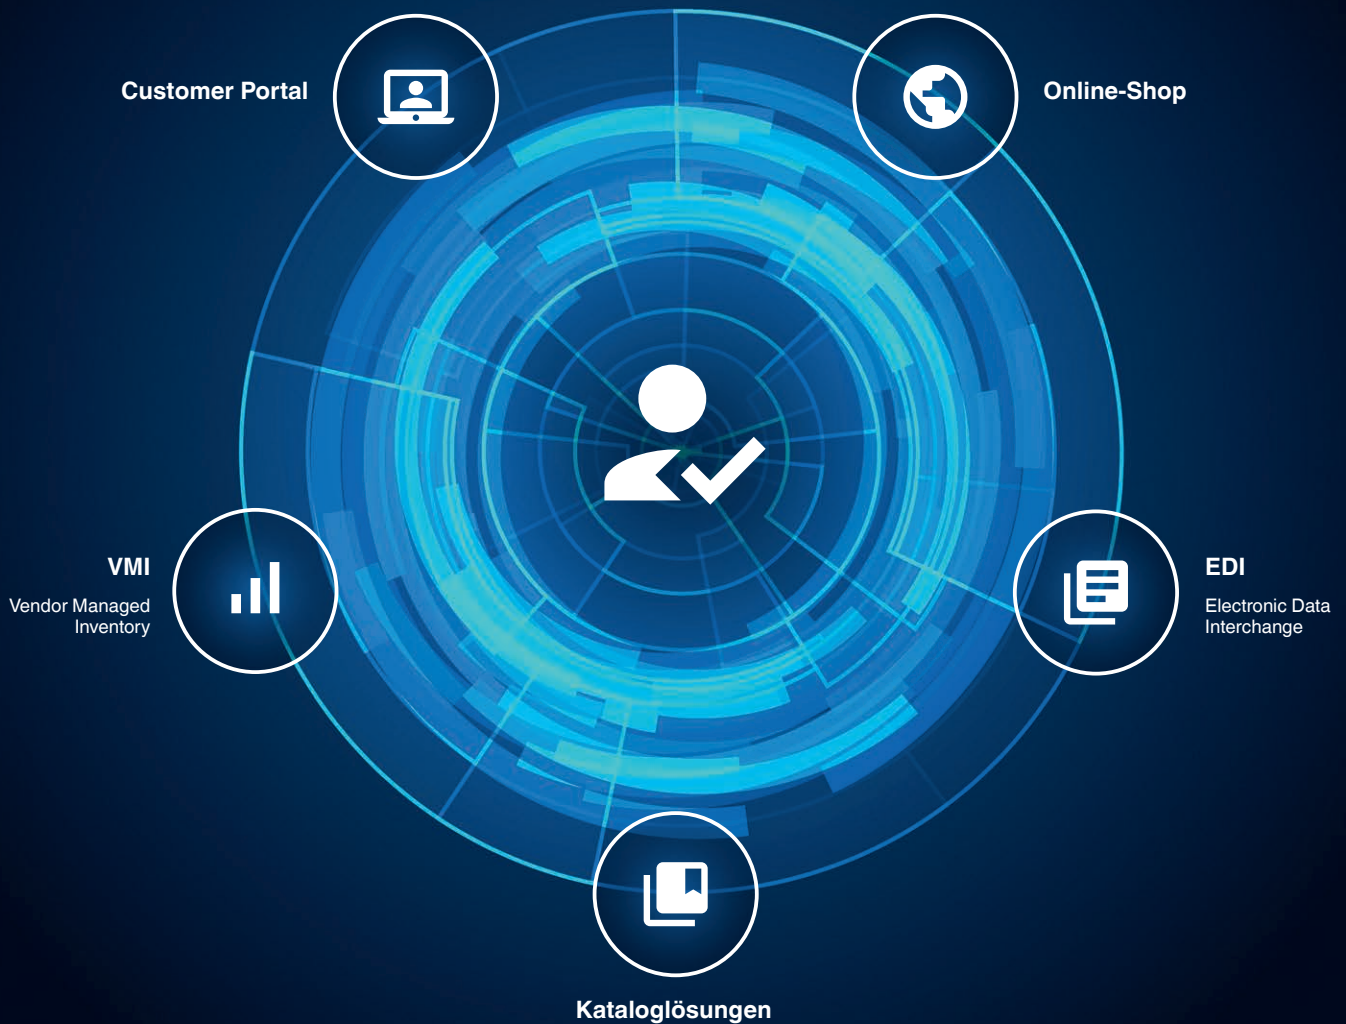 Customer Portal
Online-Shop
VMI
Vendor Managed
Inventory
EDI
Electronic Data
Interchange
Kataloglösungen